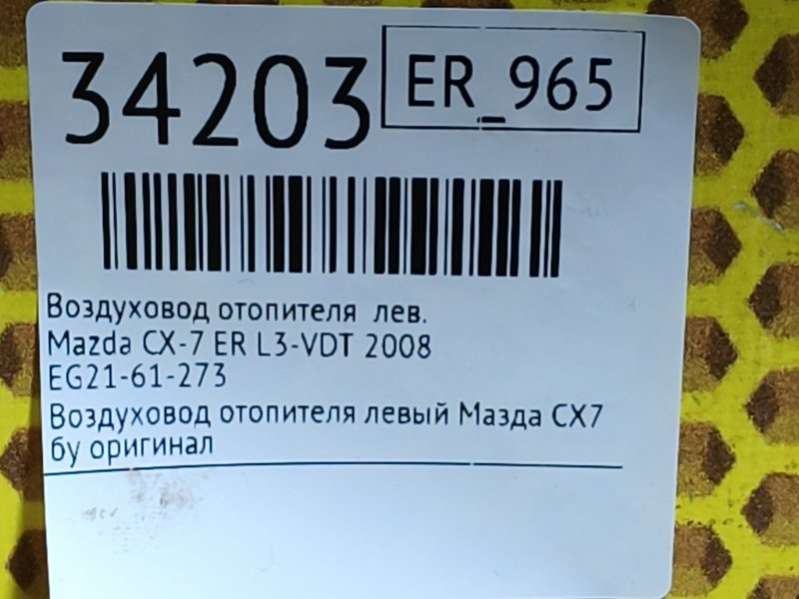 34203
ER_965
Воздуховод отопителя лев.
Mazda CX-7 ER L3-VDT 2008
EG21-61-273
Воздуховод отопителя левый Мазда СХ7
бу оригинал